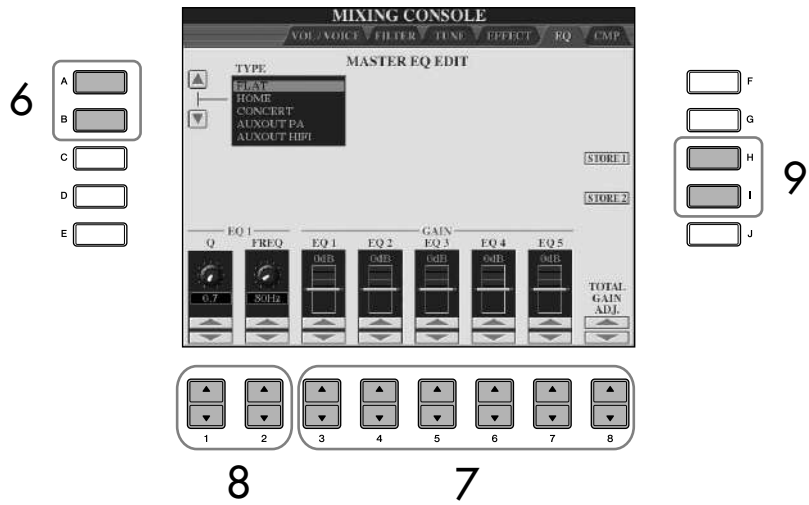 MIXING CONSOLE
VOL/VOICE FILTER TUNE EFFECT EQ CMP
MASTER EQ EDIT
TYPE
FLAT
HOME
CONCERT
AUXOUT PA
AUXOUT HIFI
6
A
B
C
D
E
F
G
H
I
J
9
STORE 1
STORE 2
EQ 1 GAIN
Q FREQ EQ 1 EQ 2 EQ 3 EQ 4 EQ 5
0dB 0dB 0dB 0dB 0dB
0.7 80Hz
TOTAL
GAIN
ADJ.
1 2 3 4 5 6 7 8
8 7